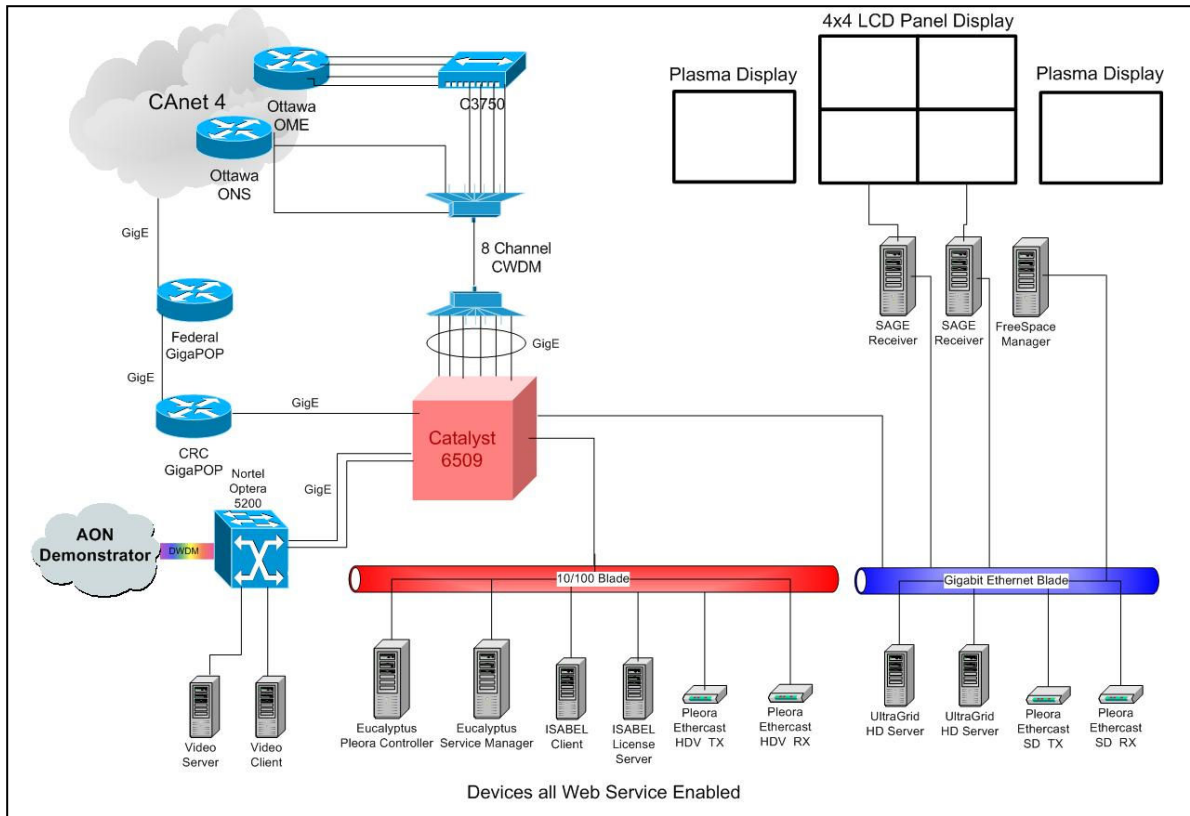 4x4 LCD Panel Display
Plasma Display
Plasma Display
CAnet 4
Ottawa
OME
C3750
Ottawa
ONS
GigE
8 Channel
CWDM
Federal
GigaPOP
GigE
SAGE
Receiver
SAGE
Receiver
FreeSpace
Manager
GigE
GigE
CRC
GigaPOP
Catalyst
6509
Nortel
Optera
5200
GigE
AON
Demonstrator
DWDM
10/100 Blade
Gigabit Ethernet Blade
Video
Server
Video
Client
Eucalyptus
Pleora Controller
Eucalyptus
Service Manager
ISABEL
Client
ISABEL
License
Server
Pleora
Ethercast
HDV TX
Pleora
Ethercast
HDV RX
UltraGrid
HD Server
UltraGrid
HD Server
Pleora
Ethercast
SD TX
Pleora
Ethercast
SD RX
Devices all Web Service Enabled